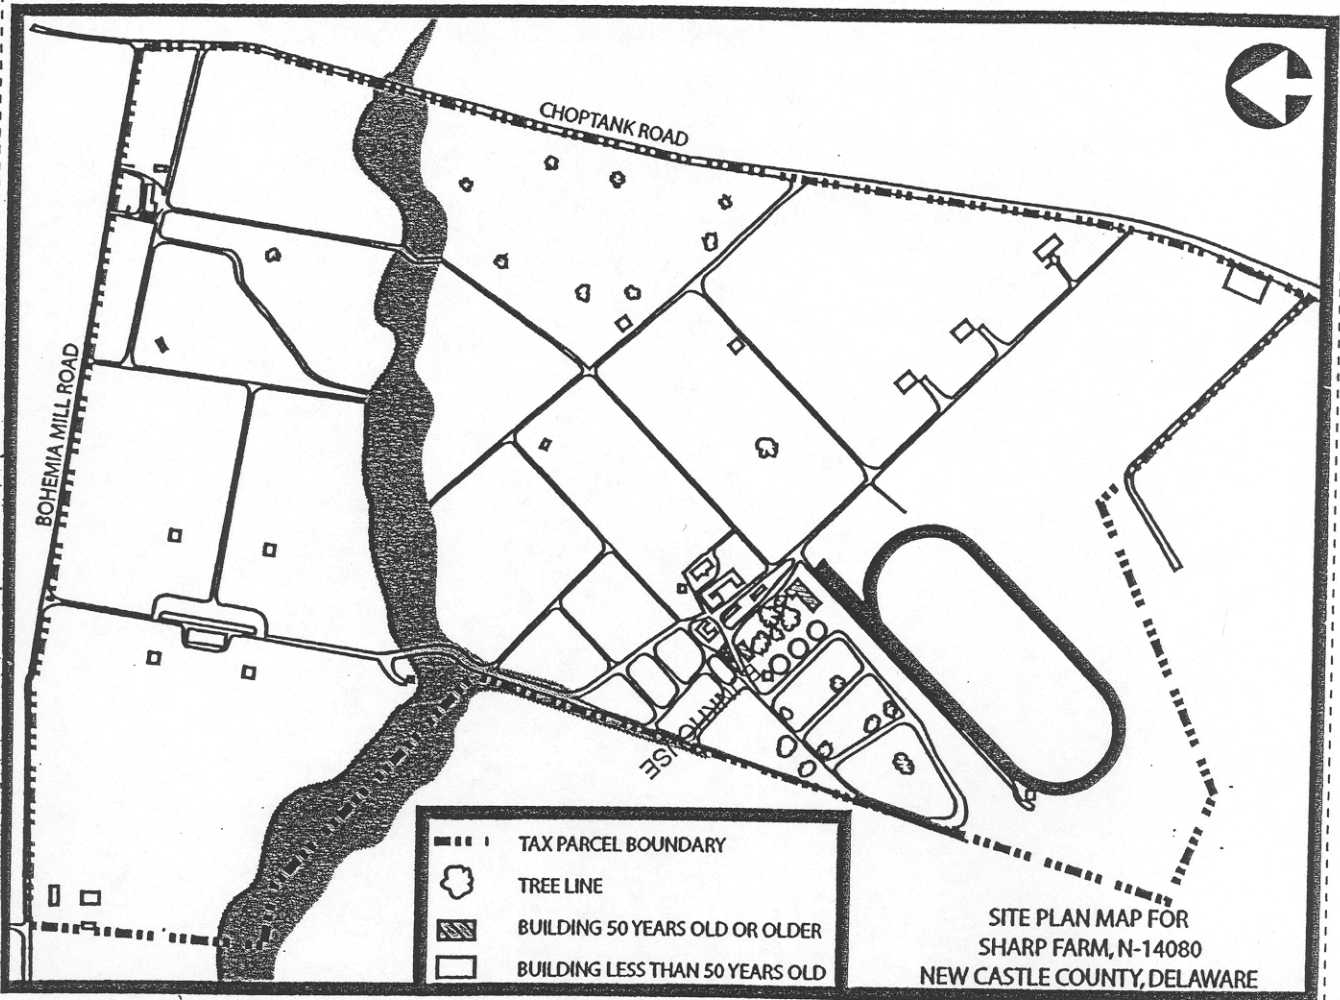 CHOPTANK ROAD
BOHEMIA MILL ROAD
TAX PARCEL BOUNDARY
TREE LINE
BUILDING 50 YEARS OLD OR OLDER
BUILDING LESS THAN 50 YEARS OLD
SITE PLAN MAP FOR
SHARP FARM, N-14080
NEW CASTLE COUNTY, DELAWARE